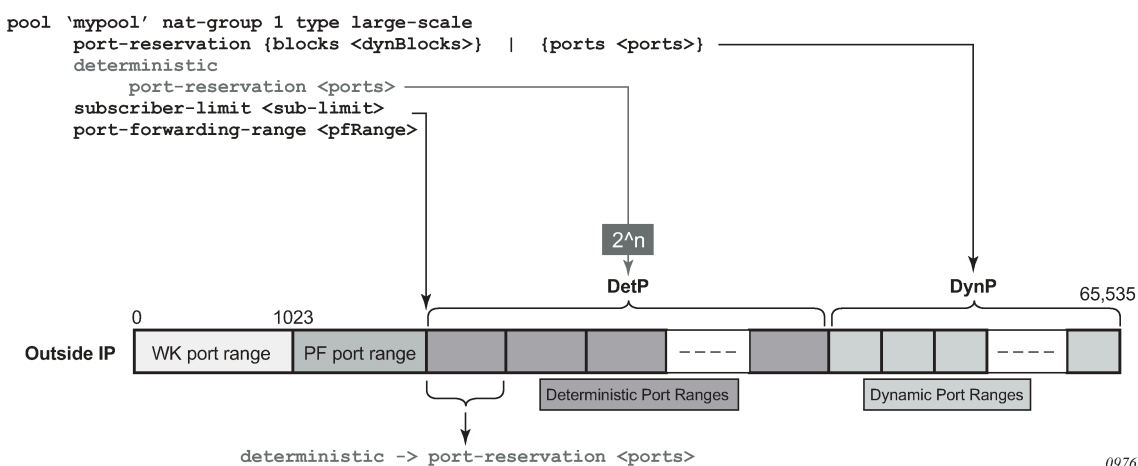 pool ‘mypool’ nat-group 1 type large-scale
port-reservation {blocks <dynBlocks>} | {ports <ports>}
deterministic
port-reservation <ports>
subscriber-limit <sub-limit>
port-forwarding-range <pfRange>
2^n
DetP
DynP
65,535
0
1023
Outside IP
WK port range
PF port range
Deterministic Port Ranges
Dynamic Port Ranges
deterministic -> port-reservation <ports>
0976